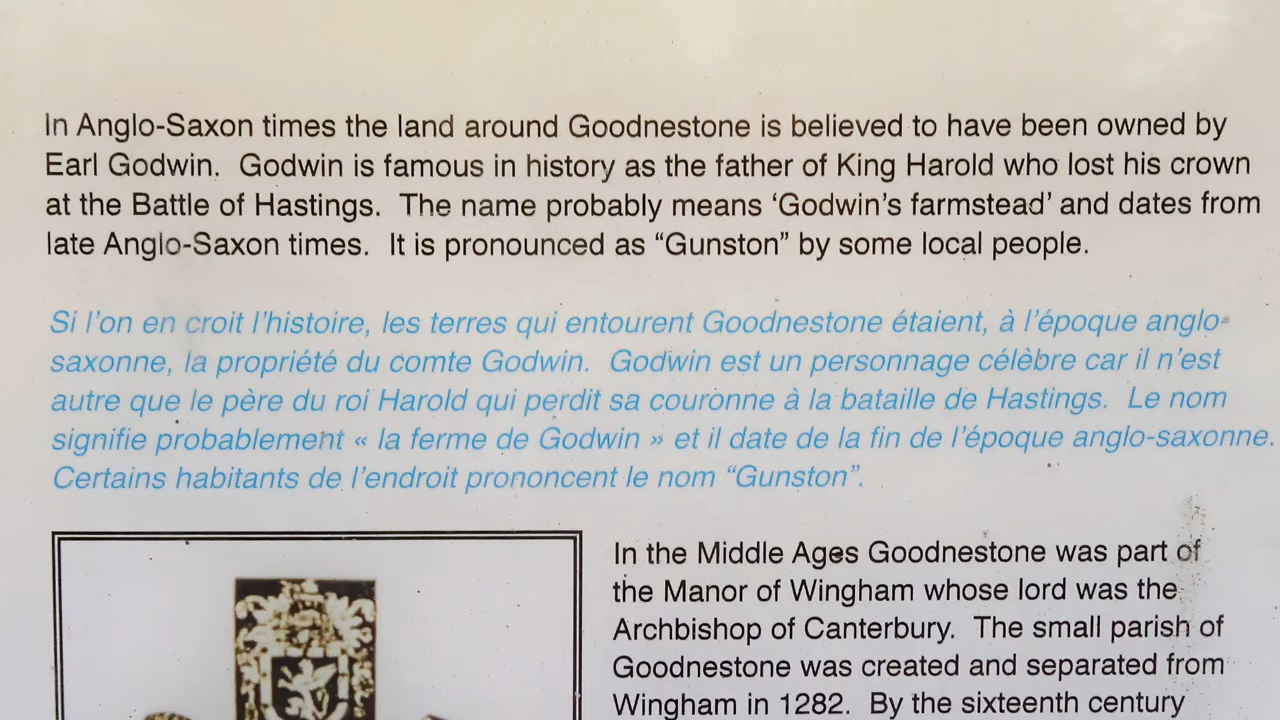 In Anglo-Saxon times the land around Goodnestone is believed to have been owned by
Earl Godwin.  Godwin is famous in history as the father of King Harold who lost his crown
at the Battle of Hastings.  The name probably means ‘Godwin’s farmstead’ and dates from
late Anglo-Saxon times.  It is pronounced as “Gunston” by some local people.
Si l’on en croit l’histoire, les terres qui entourent Goodnestone étaient, à l’époque anglo-
saxonne, la propriété du comte Godwin.  Godwin est un personnage célèbre car il n’est
autre que le père du roi Harold qui perdit sa couronne à la bataille de Hastings.  Le nom
signifie probablement « la ferme de Godwin » et il date de la fin de l’époque anglo-saxonne.
Certains habitants de l’endroit prononcent le nom “Gunston”.
In the Middle Ages Goodnestone was part of
the Manor of Wingham whose lord was the
Archbishop of Canterbury.  The small parish of
Goodnestone was created and separated from
Wingham in 1282.  By the sixteenth century